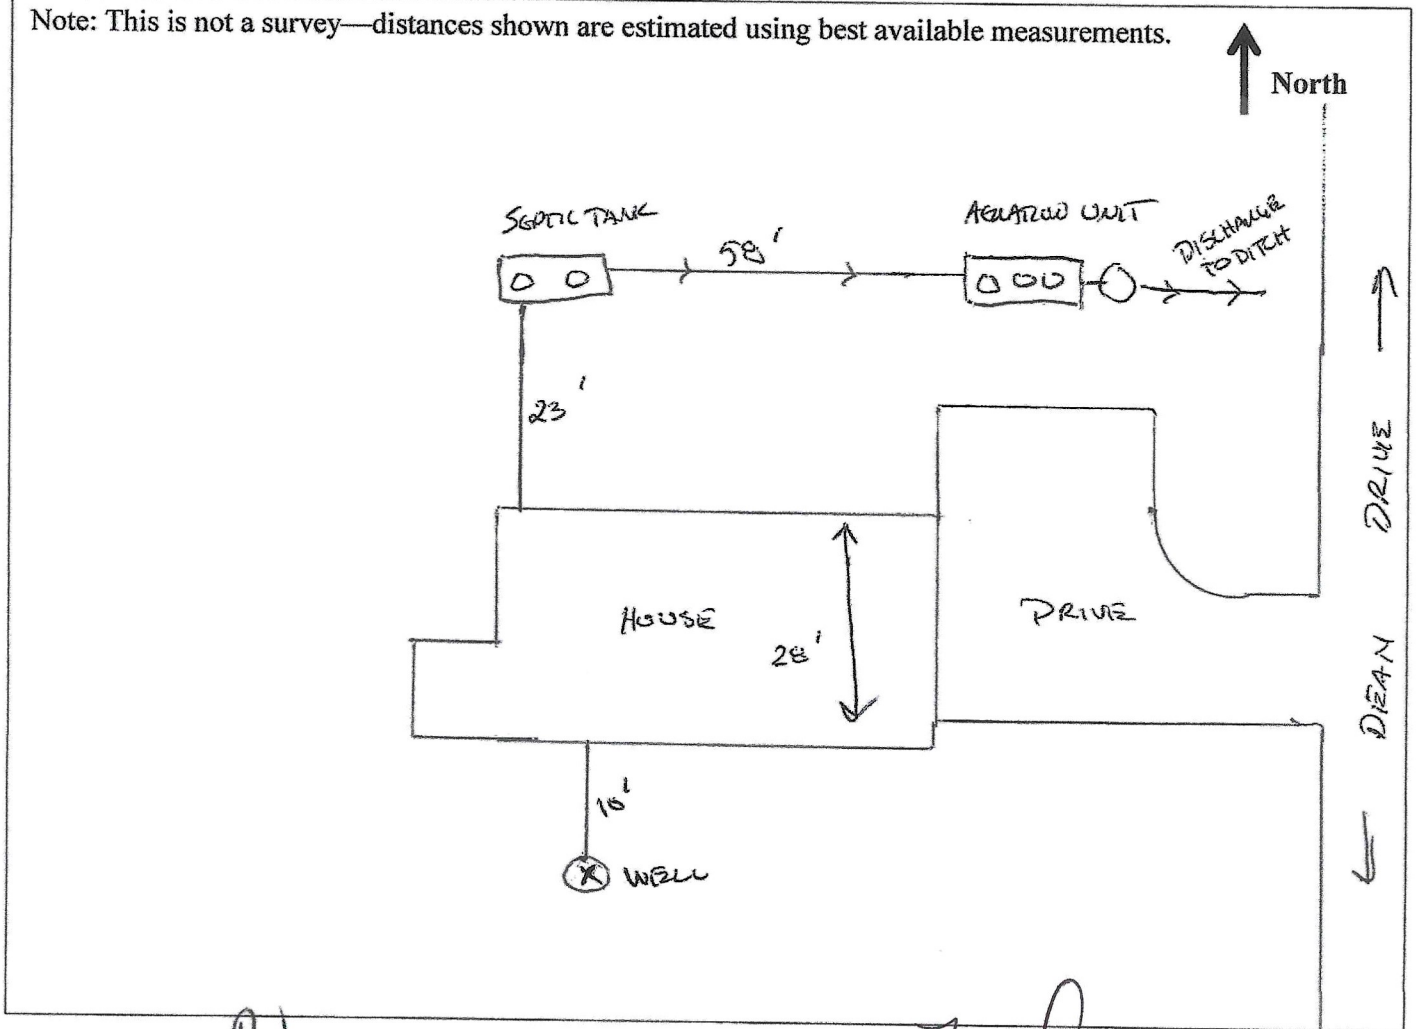 Note: This is not a survey—distances shown are estimated using best available measurements.
North
SEPTIC TANK
58'
AERATION UNIT
DISCHARGE
TO DITCH
23'
HOUSE
28'
DRIVE
DEAN DRIVE
10'
WELL